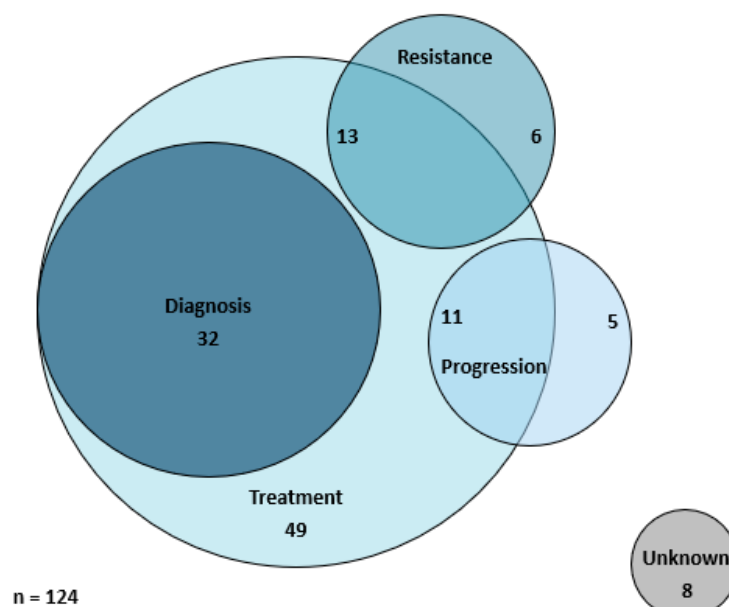 Resistance
13
6
Diagnosis
32
11
5
Progression
Treatment
49
Unknown
8
n = 124